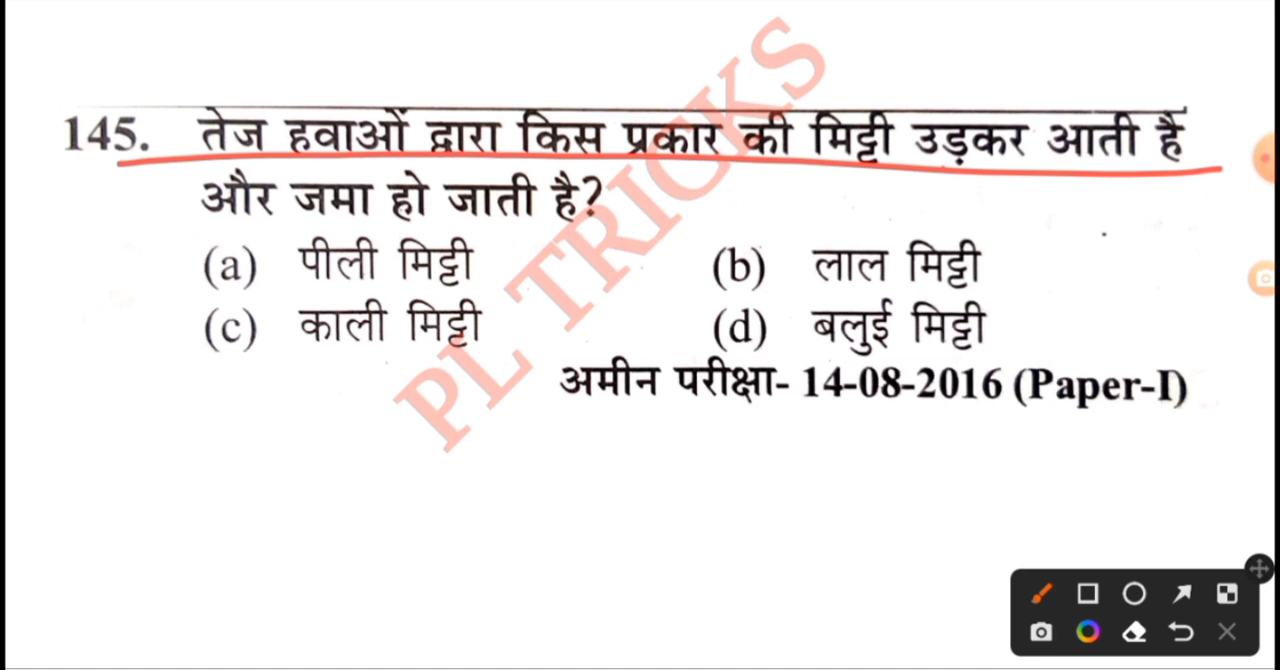 145. तेज हवाओं द्वारा किस प्रकार की मिट्टी उड़कर आती है
और जमा हो जाती है?
(a) पीली मिट्टी (b) लाल मिट्टी
(c) काली मिट्टी (d) बलुई मिट्टी
अमीन परीक्षा- 14-08-2016 (Paper-I)
PL TRICKS